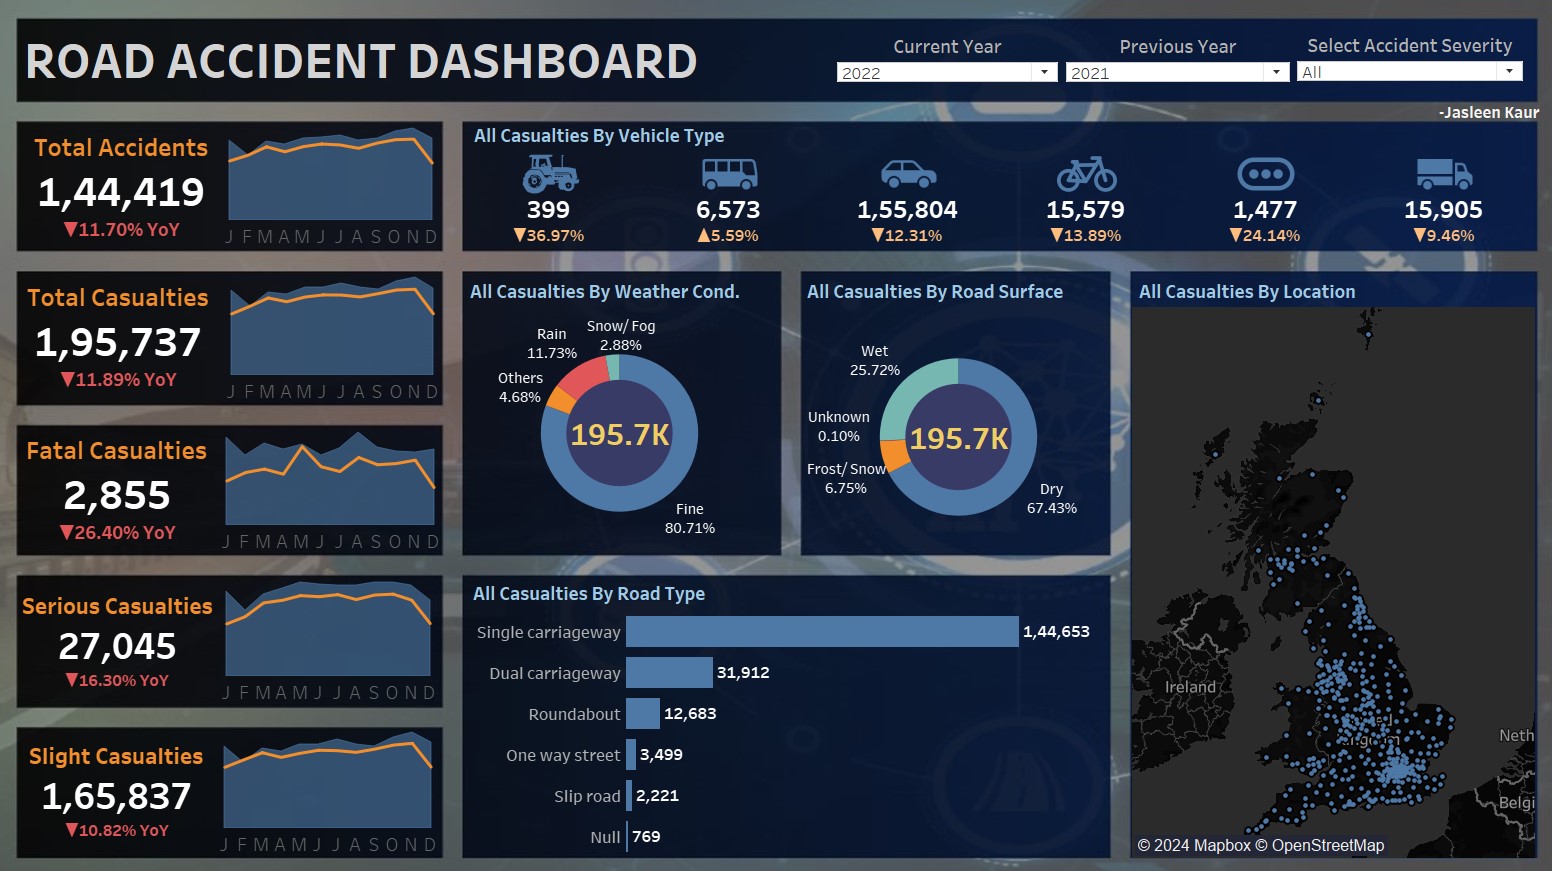 ROAD ACCIDENT DASHBOARD
Current Year
Previous Year
Select Accident Severity
2022
2021
All
-Jasleen Kaur
Total Accidents
1,44,419
▼11.70% YoY
J F M A M J J A S O N D
Total Casualties
1,95,737
▼11.89% YoY
J F M A M J J A S O N D
Fatal Casualties
2,855
▼26.40% YoY
J F M A M J J A S O N D
Serious Casualties
27,045
▼16.30% YoY
J F M A M J J A S O N D
Slight Casualties
1,65,837
▼10.82% YoY
J F M A M J J A S O N D
All Casualties By Vehicle Type
399
▼36.97%
6,573
▲5.59%
1,55,804
▼12.31%
15,579
▼13.89%
1,477
▼24.14%
15,905
▼9.46%
All Casualties By Weather Cond.
Snow/ Fog
2.88%
Rain
11.73%
Others
4.68%
195.7K
Fine
80.71%
All Casualties By Road Surface
Wet
25.72%
Unknown
0.10%
195.7K
Frost/ Snow
6.75%
Dry
67.43%
All Casualties By Road Type
Single carriageway 1,44,653
Dual carriageway 31,912
Roundabout 12,683
One way street 3,499
Slip road 2,221
Null 769
All Casualties By Location
Ireland
Neth
Belgi
© 2024 Mapbox © OpenStreetMap